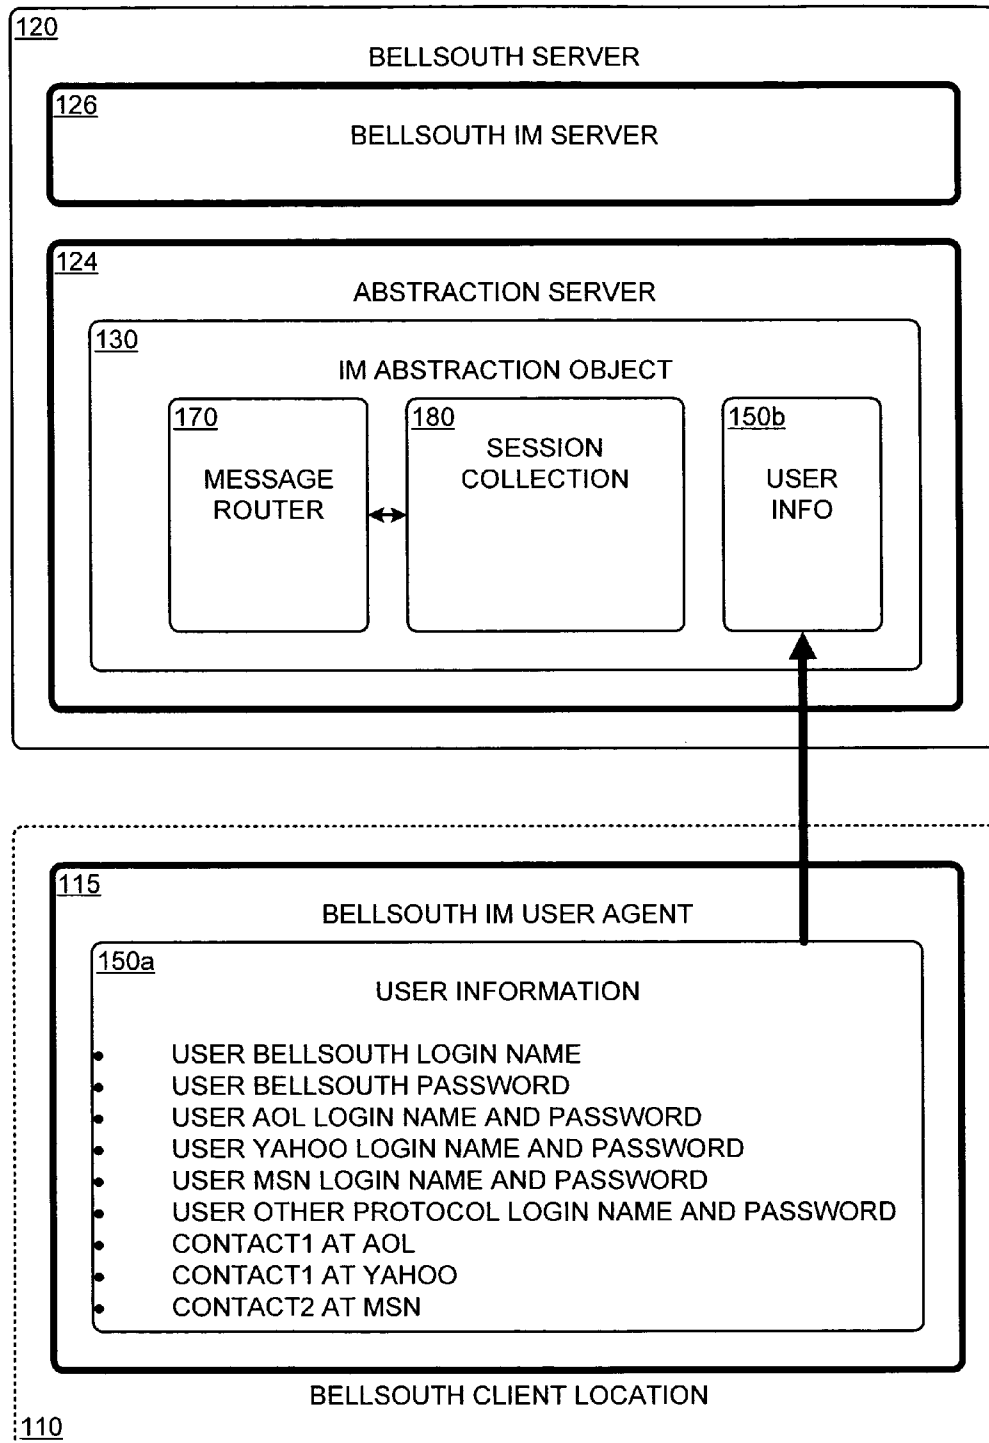 120
BELLSOUTH SERVER
126
BELLSOUTH IM SERVER
124
ABSTRACTION SERVER
130
IM ABSTRACTION OBJECT
170
MESSAGE
ROUTER
180
SESSION
COLLECTION
150b
USER
INFO
115
BELLSOUTH IM USER AGENT
150a
USER INFORMATION
• USER BELLSOUTH LOGIN NAME
• USER BELLSOUTH PASSWORD
• USER AOL LOGIN NAME AND PASSWORD
• USER YAHOO LOGIN NAME AND PASSWORD
• USER MSN LOGIN NAME AND PASSWORD
• USER OTHER PROTOCOL LOGIN NAME AND PASSWORD
• CONTACT1 AT AOL
• CONTACT1 AT YAHOO
• CONTACT2 AT MSN
BELLSOUTH CLIENT LOCATION
110